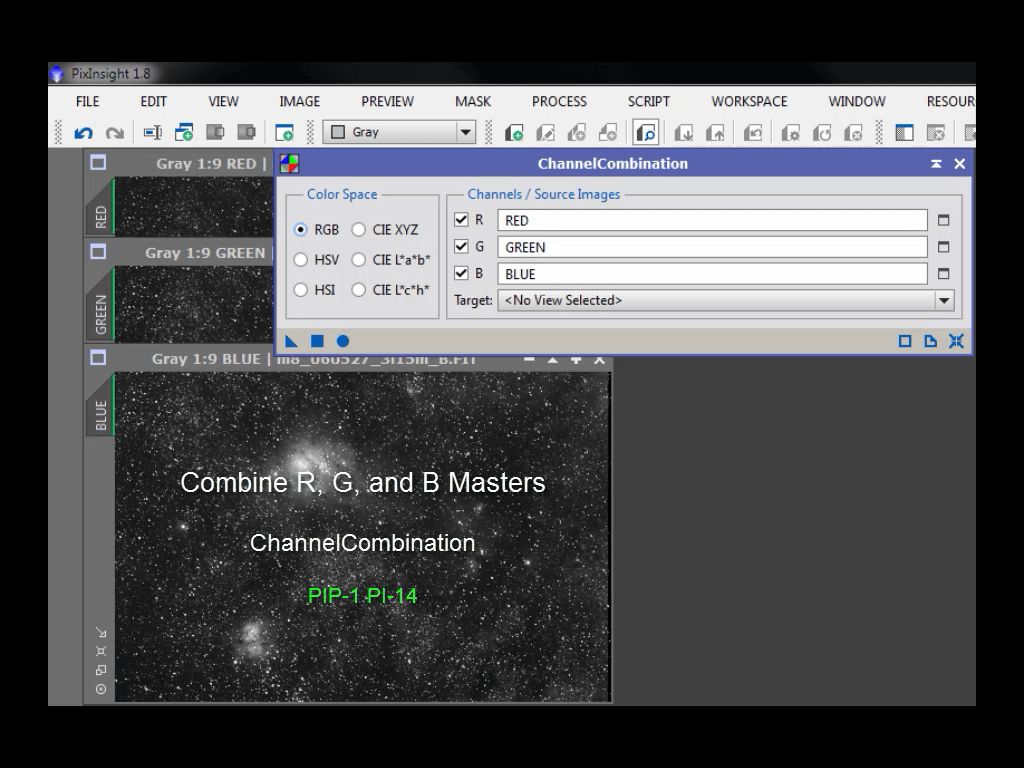 PixInsight 1.8
FILE EDIT VIEW IMAGE PREVIEW MASK PROCESS SCRIPT WORKSPACE WINDOW RESOUR
Gray
Gray 1:9 RED |
ChannelCombination
RED
Color Space
Channels / Source Images
RGB CIE XYZ
R RED
Gray 1:9 GREEN |
HSV CIE L*a*b*
G GREEN
HSI CIE L*c*h*
B BLUE
Target: <No View Selected>
GREEN
Gray 1:9 BLUE | m8_060527_3f15m_B.FIT
BLUE
Combine R, G, and B Masters
ChannelCombination
PIP-1 PI-14